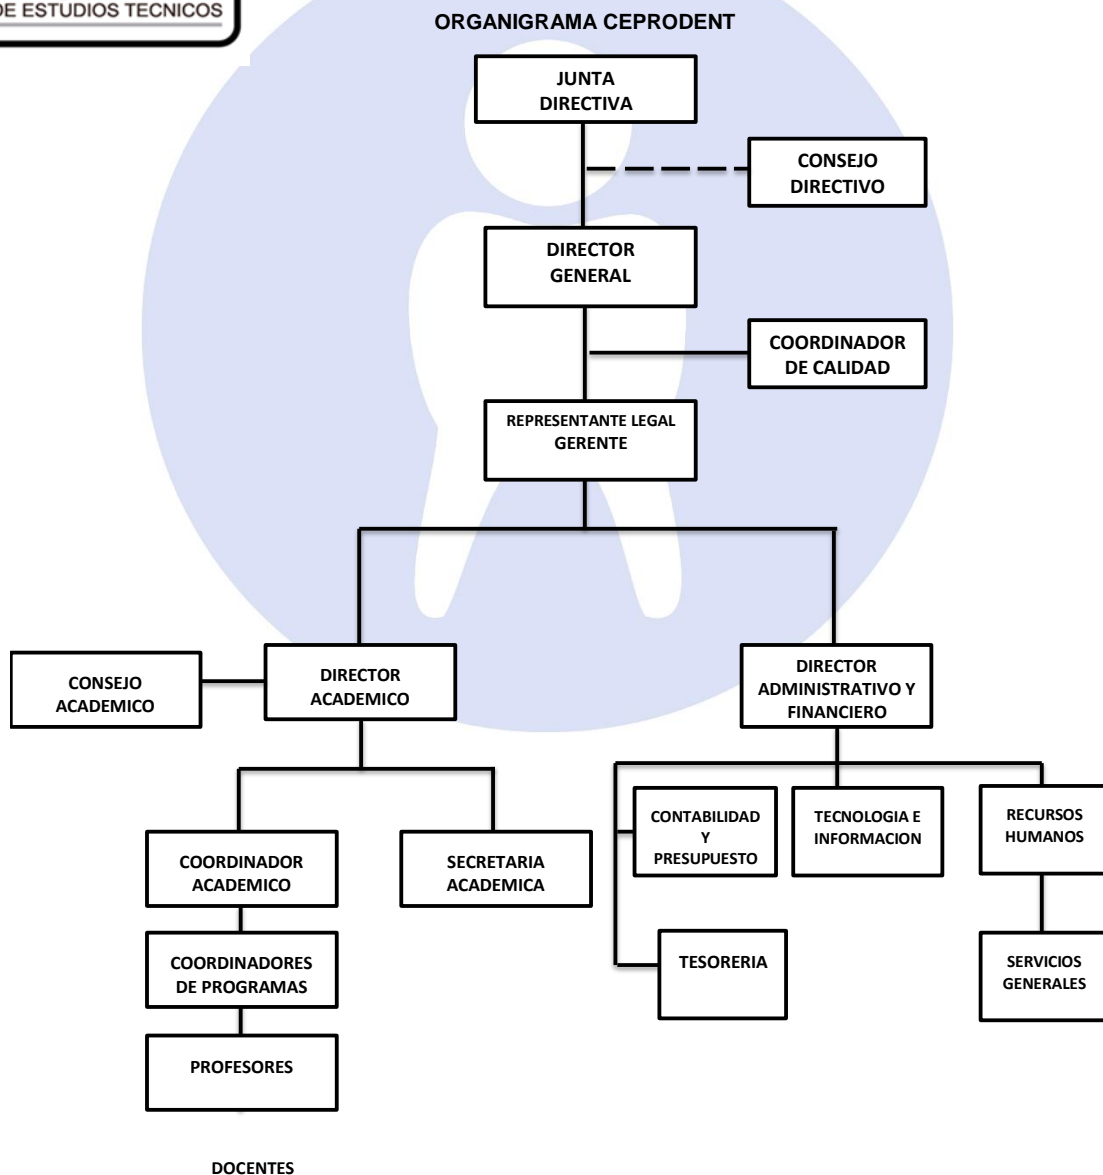 DE ESTUDIOS TECNICOS
ORGANIGRAMA CEPRODENT
JUNTA
DIRECTIVA
CONSEJO
DIRECTIVO
DIRECTOR
GENERAL
COORDINADOR
DE CALIDAD
REPRESENTANTE LEGAL
GERENTE
CONSEJO
ACADEMICO
DIRECTOR
ACADEMICO
DIRECTOR
ADMINISTRATIVO Y
FINANCIERO
COORDINADOR
ACADEMICO
SECRETARIA
ACADEMICA
CONTABILIDAD
Y
PRESUPUESTO
TECNOLOGIA E
INFORMACION
RECURSOS
HUMANOS
COORDINADORES
DE PROGRAMAS
TESORERIA
SERVICIOS
GENERALES
PROFESORES
DOCENTES